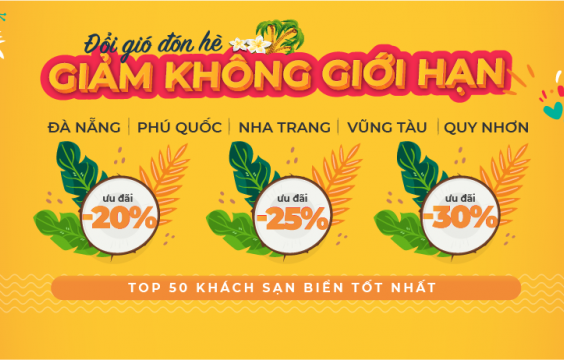 Đổi gió đón hè
GIẢM KHÔNG GIỚI HẠN
ĐÀ NẴNG | PHÚ QUỐC | NHA TRANG | VŨNG TÀU | QUY NHƠN
ưu đãi ưu đãi ưu đãi
-20% -25% -30%
TOP 50 KHÁCH SẠN BIỂN TỐT NHẤT